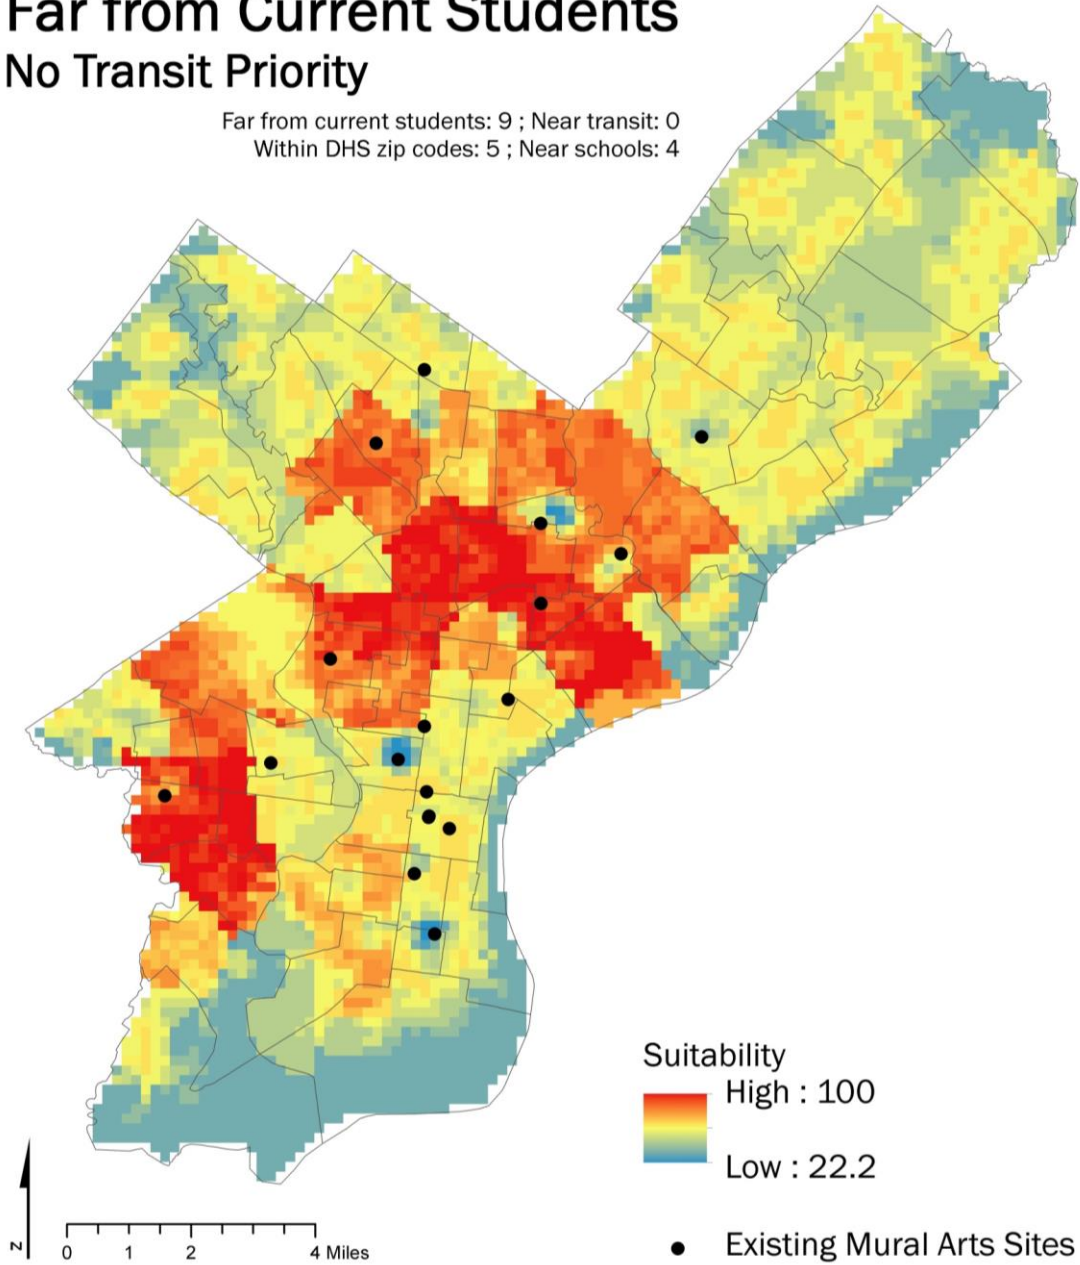 Far from Current Students
No Transit Priority
Far from current students: 9 ; Near transit: 0
Within DHS zip codes: 5 ; Near schools: 4
Suitability
High : 100
Low : 22.2
Existing Mural Arts Sites
N
0 1 2 4 Miles